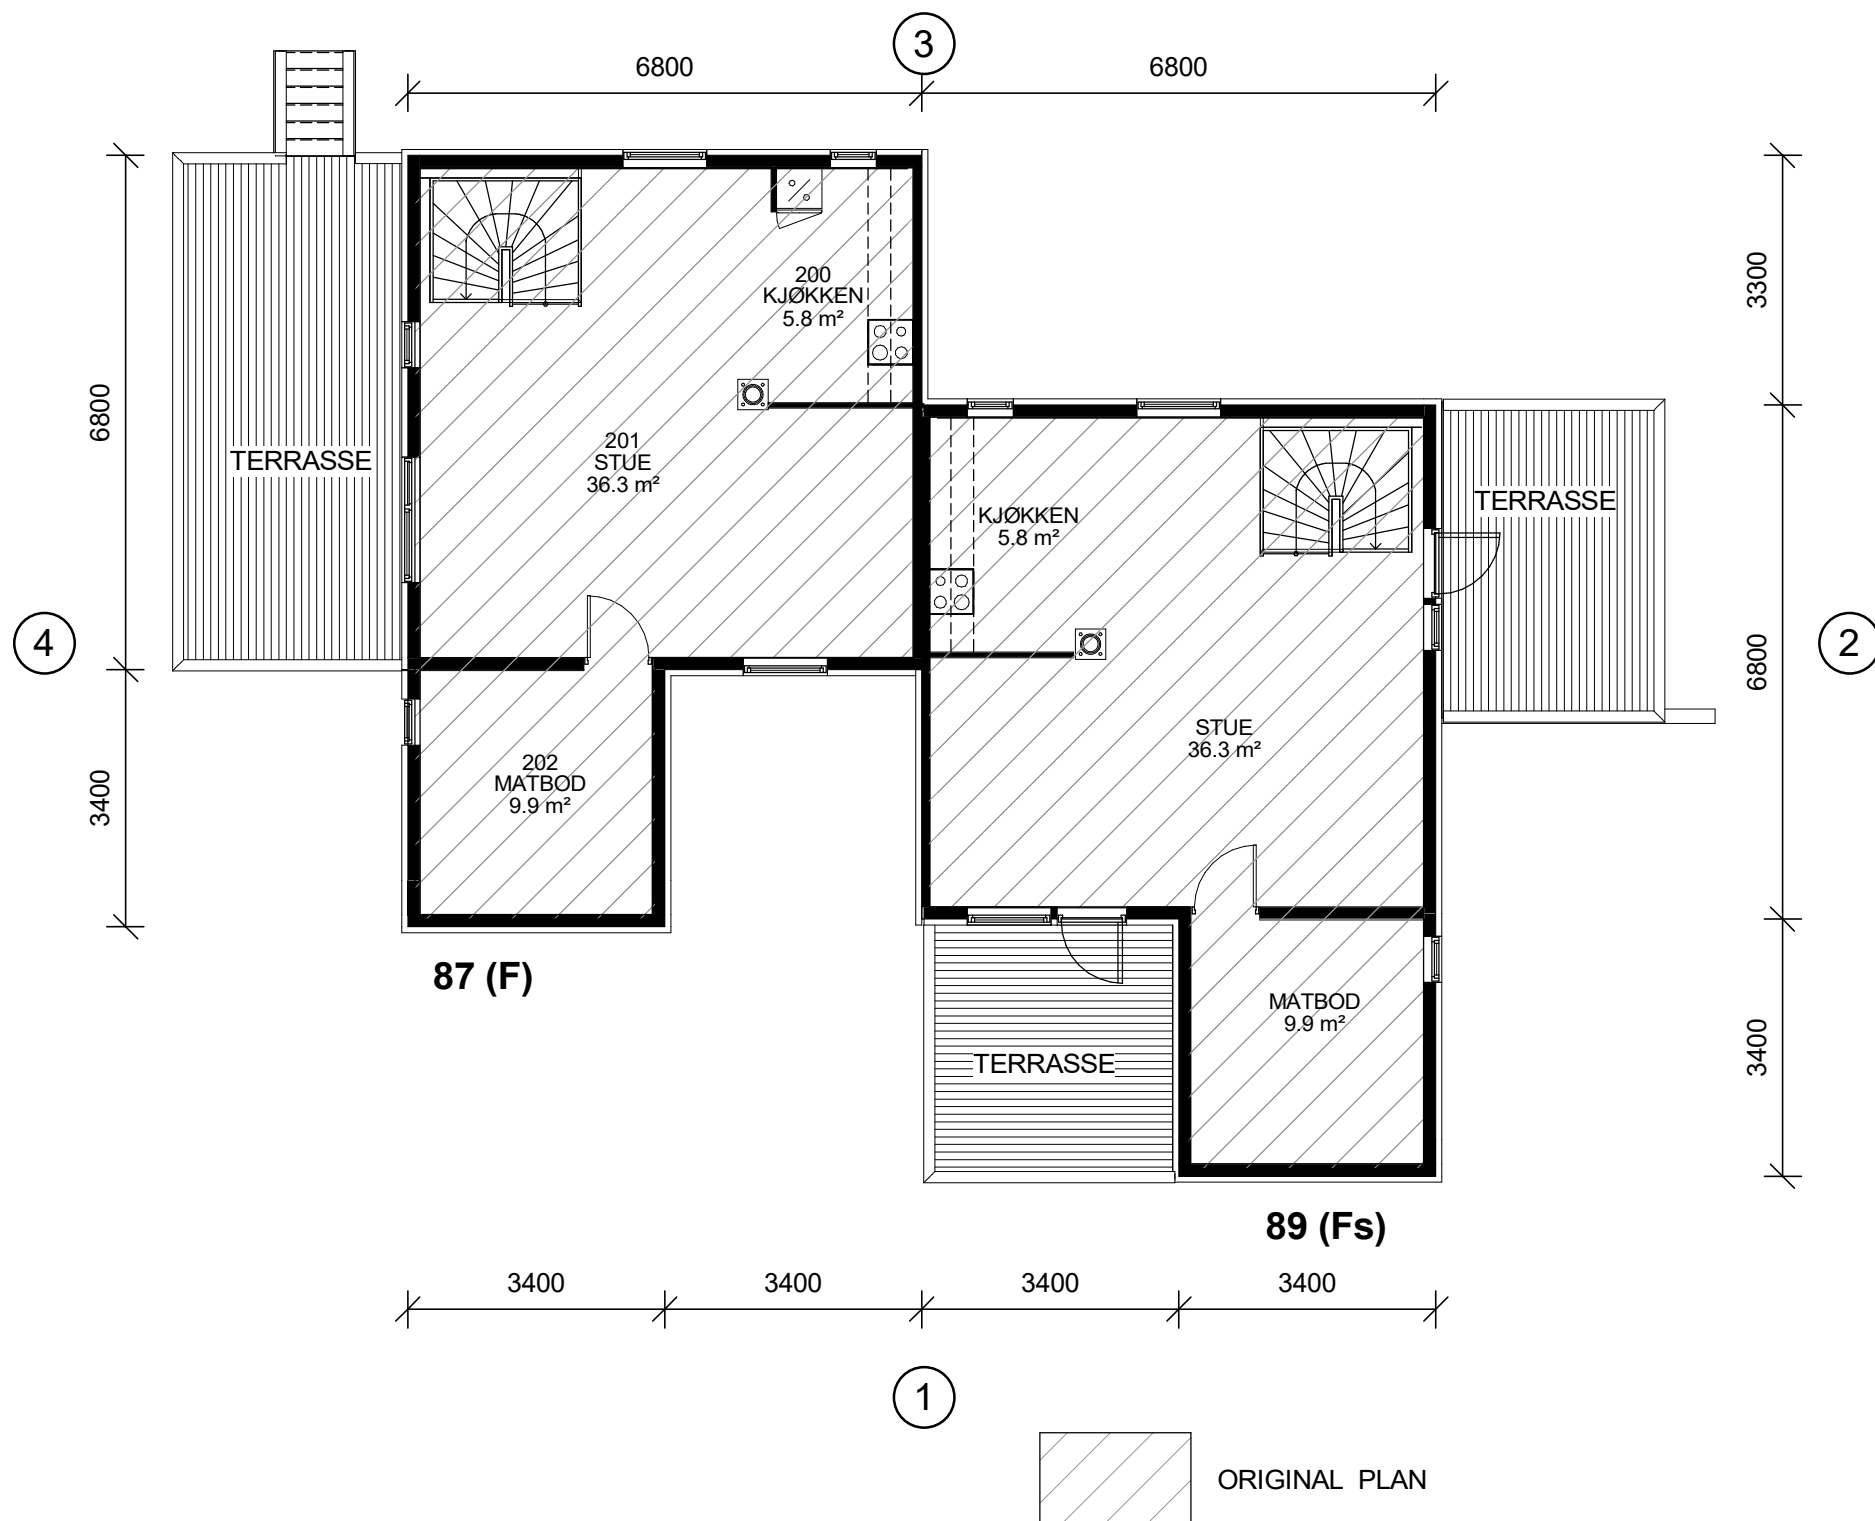 3
6800
6800
3300
200
KJØKKEN
5.8 m²
6800
201
STUE
36.3 m²
TERRASSE
TERRASSE
KJØKKEN
5.8 m²
4
2
6800
STUE
36.3 m²
202
MATBOD
9.9 m²
3400
87 (F)
MATBOD
9.9 m²
3400
TERRASSE
89 (Fs)
3400
3400
3400
3400
1
ORIGINAL PLAN